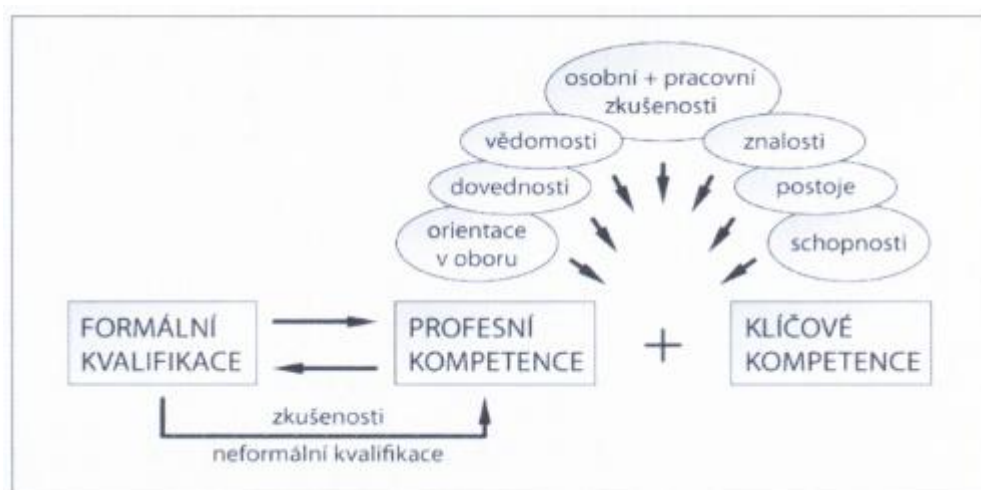 osobní + pracovní
zkušenosti
vědomosti
znalosti
dovednosti
postoje
orientace
v oboru
schopnosti
FORMÁLNÍ
KVALIFIKACE
PROFESNÍ
KOMPETENCE
+
KLÍČOVÉ
KOMPETENCE
zkušenosti
neformální kvalifikace